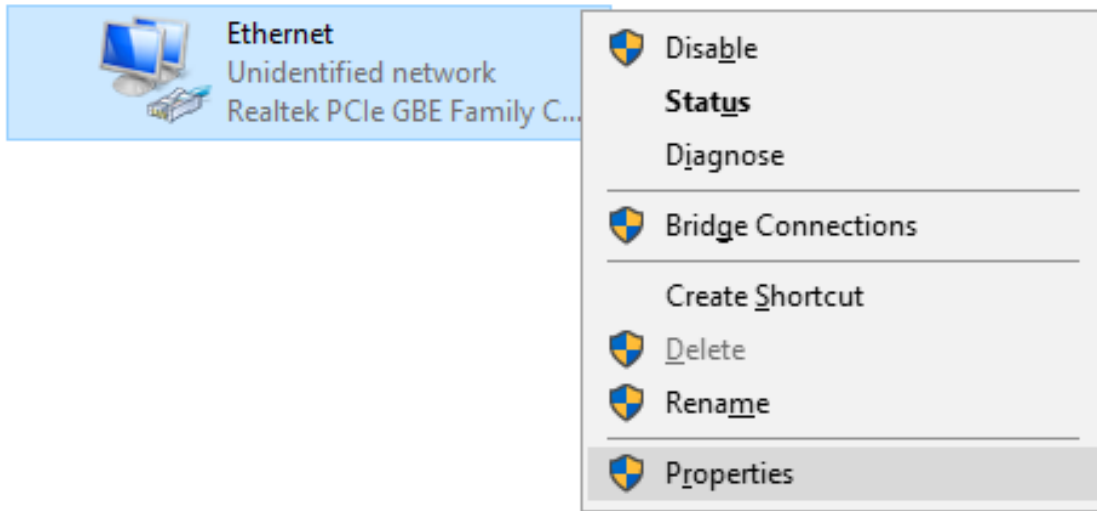 Ethernet
Unidentified network
Realtek PCIe GBE Family C...
Disable
Status
Diagnose
Bridge Connections
Create Shortcut
Delete
Rename
Properties